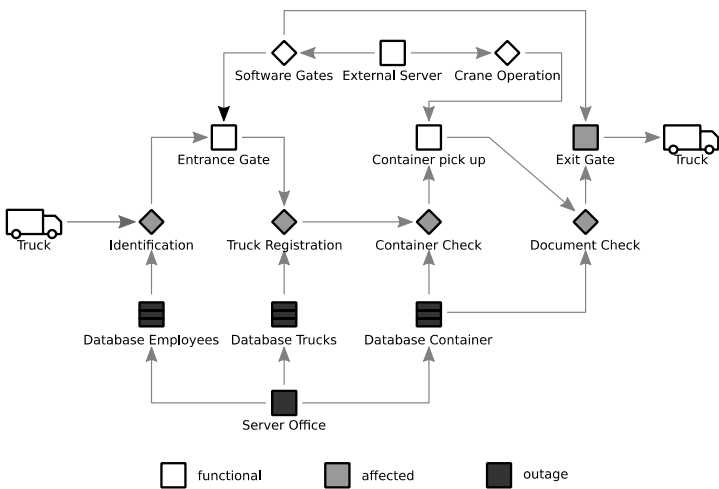 Software Gates External Server Crane Operation
Entrance Gate Container pick up Exit Gate Truck
Truck Identification Truck Registration Container Check Document Check
Database Employees Database Trucks Database Container
Server Office
functional affected outage